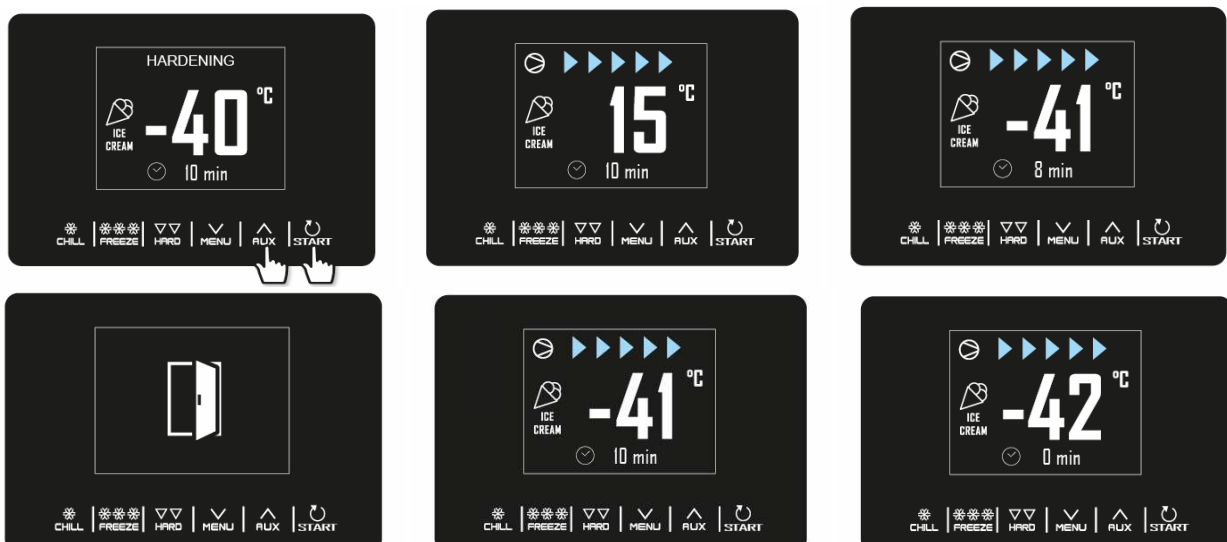 HARDENING
-40 °C
ICE
CREAM
10 min
CHILL FREEZE HARD MENU AUX START
15 °C
ICE
CREAM
10 min
CHILL FREEZE HARD MENU AUX START
-41 °C
ICE
CREAM
8 min
CHILL FREEZE HARD MENU AUX START
CHILL FREEZE HARD MENU AUX START
-41 °C
ICE
CREAM
10 min
CHILL FREEZE HARD MENU AUX START
-42 °C
ICE
CREAM
0 min
CHILL FREEZE HARD MENU AUX START